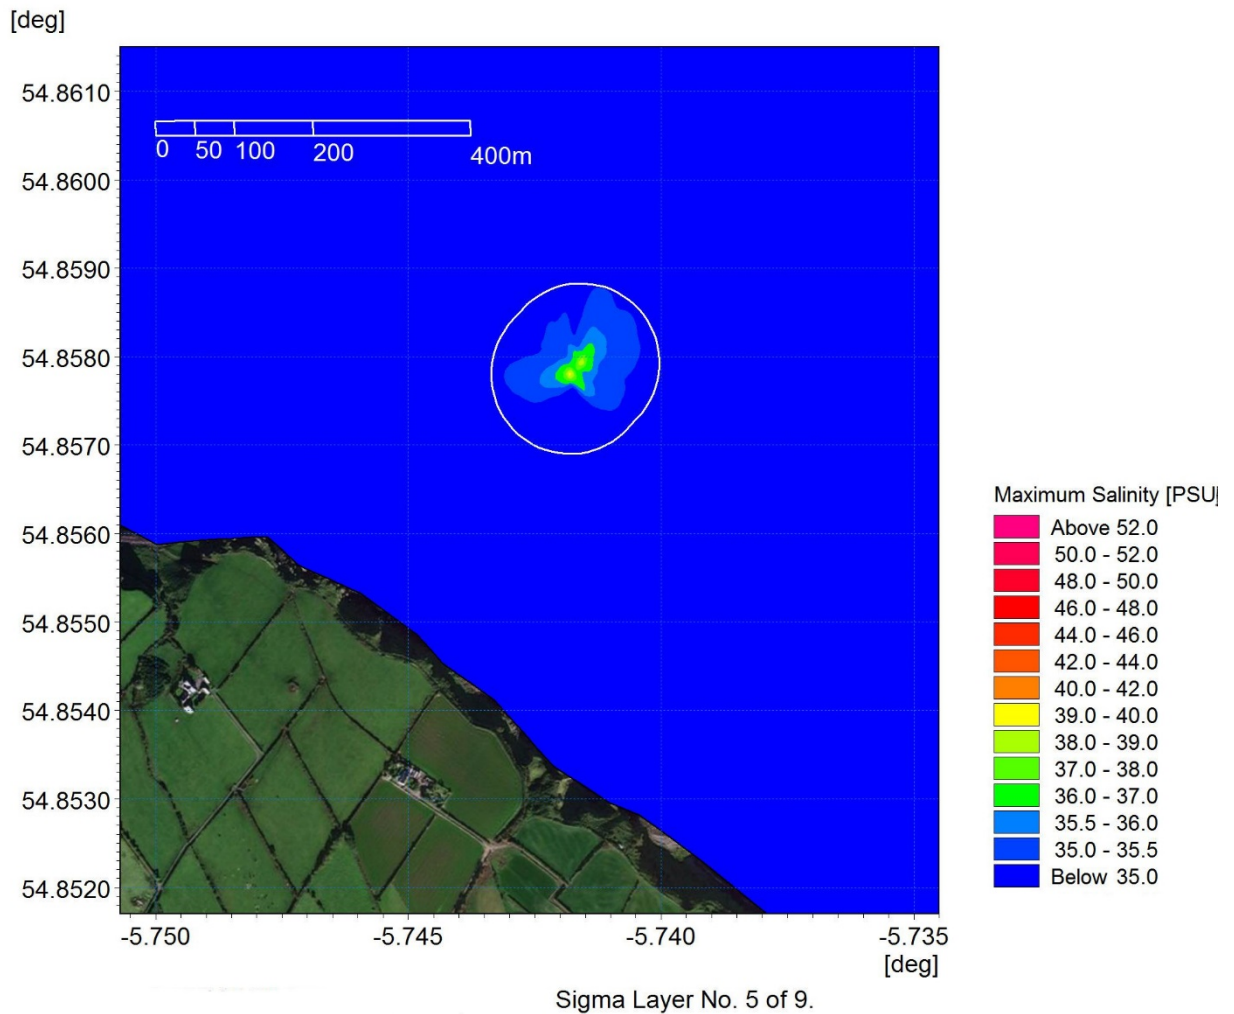 [deg]
54.8610
54.8600
54.8590
54.8580
54.8570
54.8560
54.8550
54.8540
54.8530
54.8520
0 50 100 200 400m
-5.750 -5.745 -5.740 -5.735
[deg]
Maximum Salinity [PSU]
Above 52.0
50.0 - 52.0
48.0 - 50.0
46.0 - 48.0
44.0 - 46.0
42.0 - 44.0
40.0 - 42.0
39.0 - 40.0
38.0 - 39.0
37.0 - 38.0
36.0 - 37.0
35.5 - 36.0
35.0 - 35.5
Below 35.0
Sigma Layer No. 5 of 9.